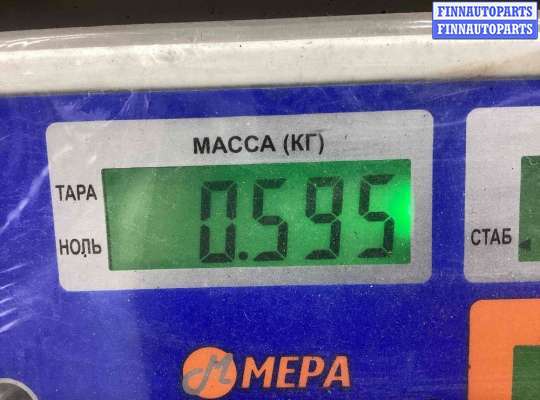 FINNAUTOPARTS
FINNAUTOPARTS
МАССА (КГ)
ТАРА
0.595
НОЛЬ
СТАБ
МЕРА